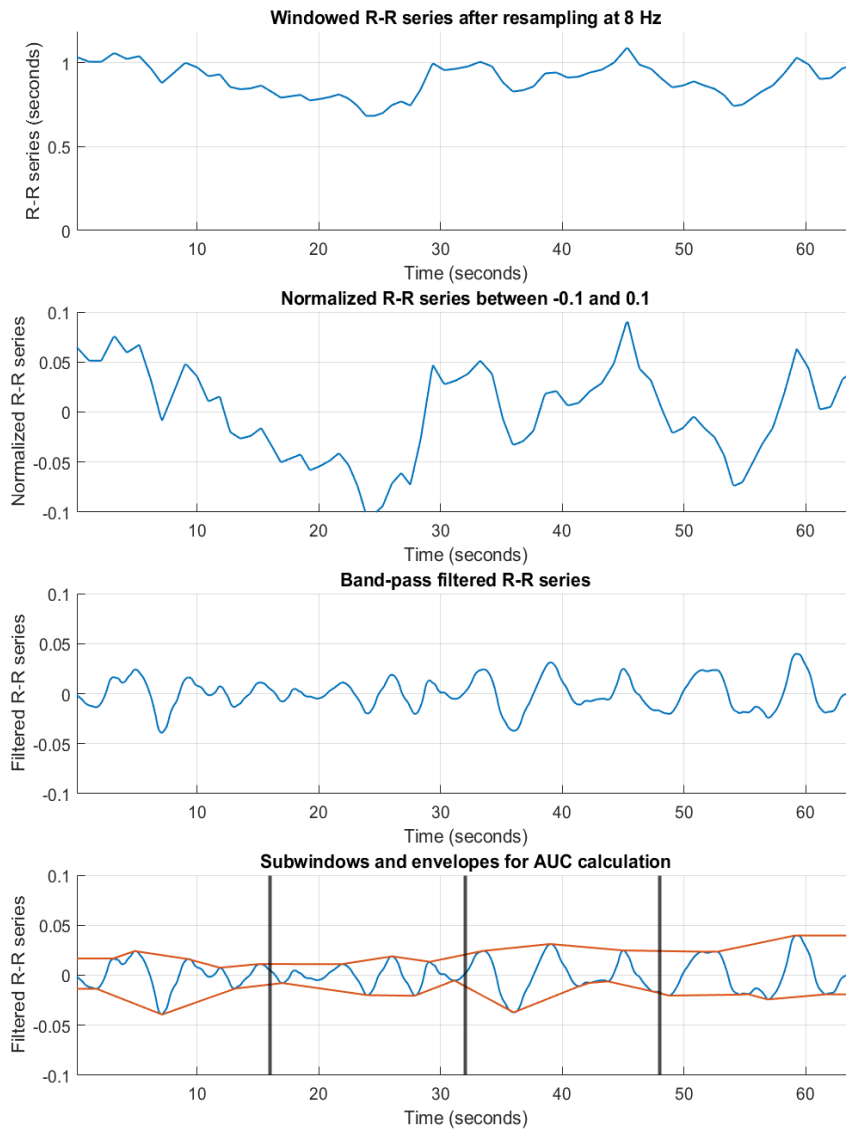 Windowed R-R series after resampling at 8 Hz
R-R series (seconds)
1
0.5
0
10 20 30 40 50 60
Time (seconds)
Normalized R-R series between -0.1 and 0.1
Normalized R-R series
0.1
0.05
0
-0.05
-0.1
10 20 30 40 50 60
Time (seconds)
Band-pass filtered R-R series
Filtered R-R series
0.1
0.05
0
-0.05
-0.1
10 20 30 40 50 60
Time (seconds)
Subwindows and envelopes for AUC calculation
Filtered R-R series
0.1
0.05
0
-0.05
-0.1
10 20 30 40 50 60
Time (seconds)